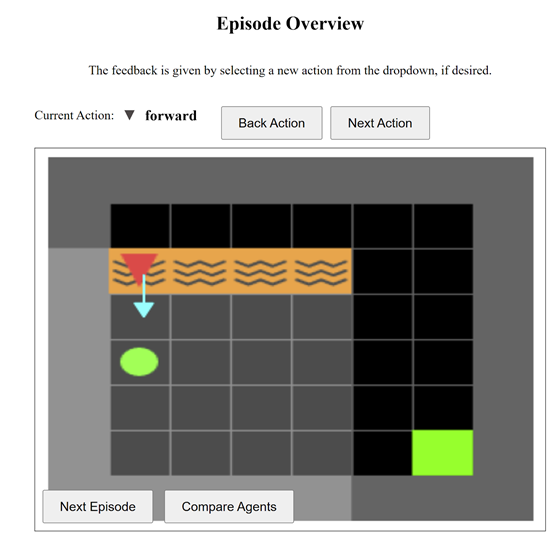 Episode Overview
The feedback is given by selecting a new action from the dropdown, if desired.
Current Action: ▼ forward
Back Action
Next Action
Next Episode
Compare Agents